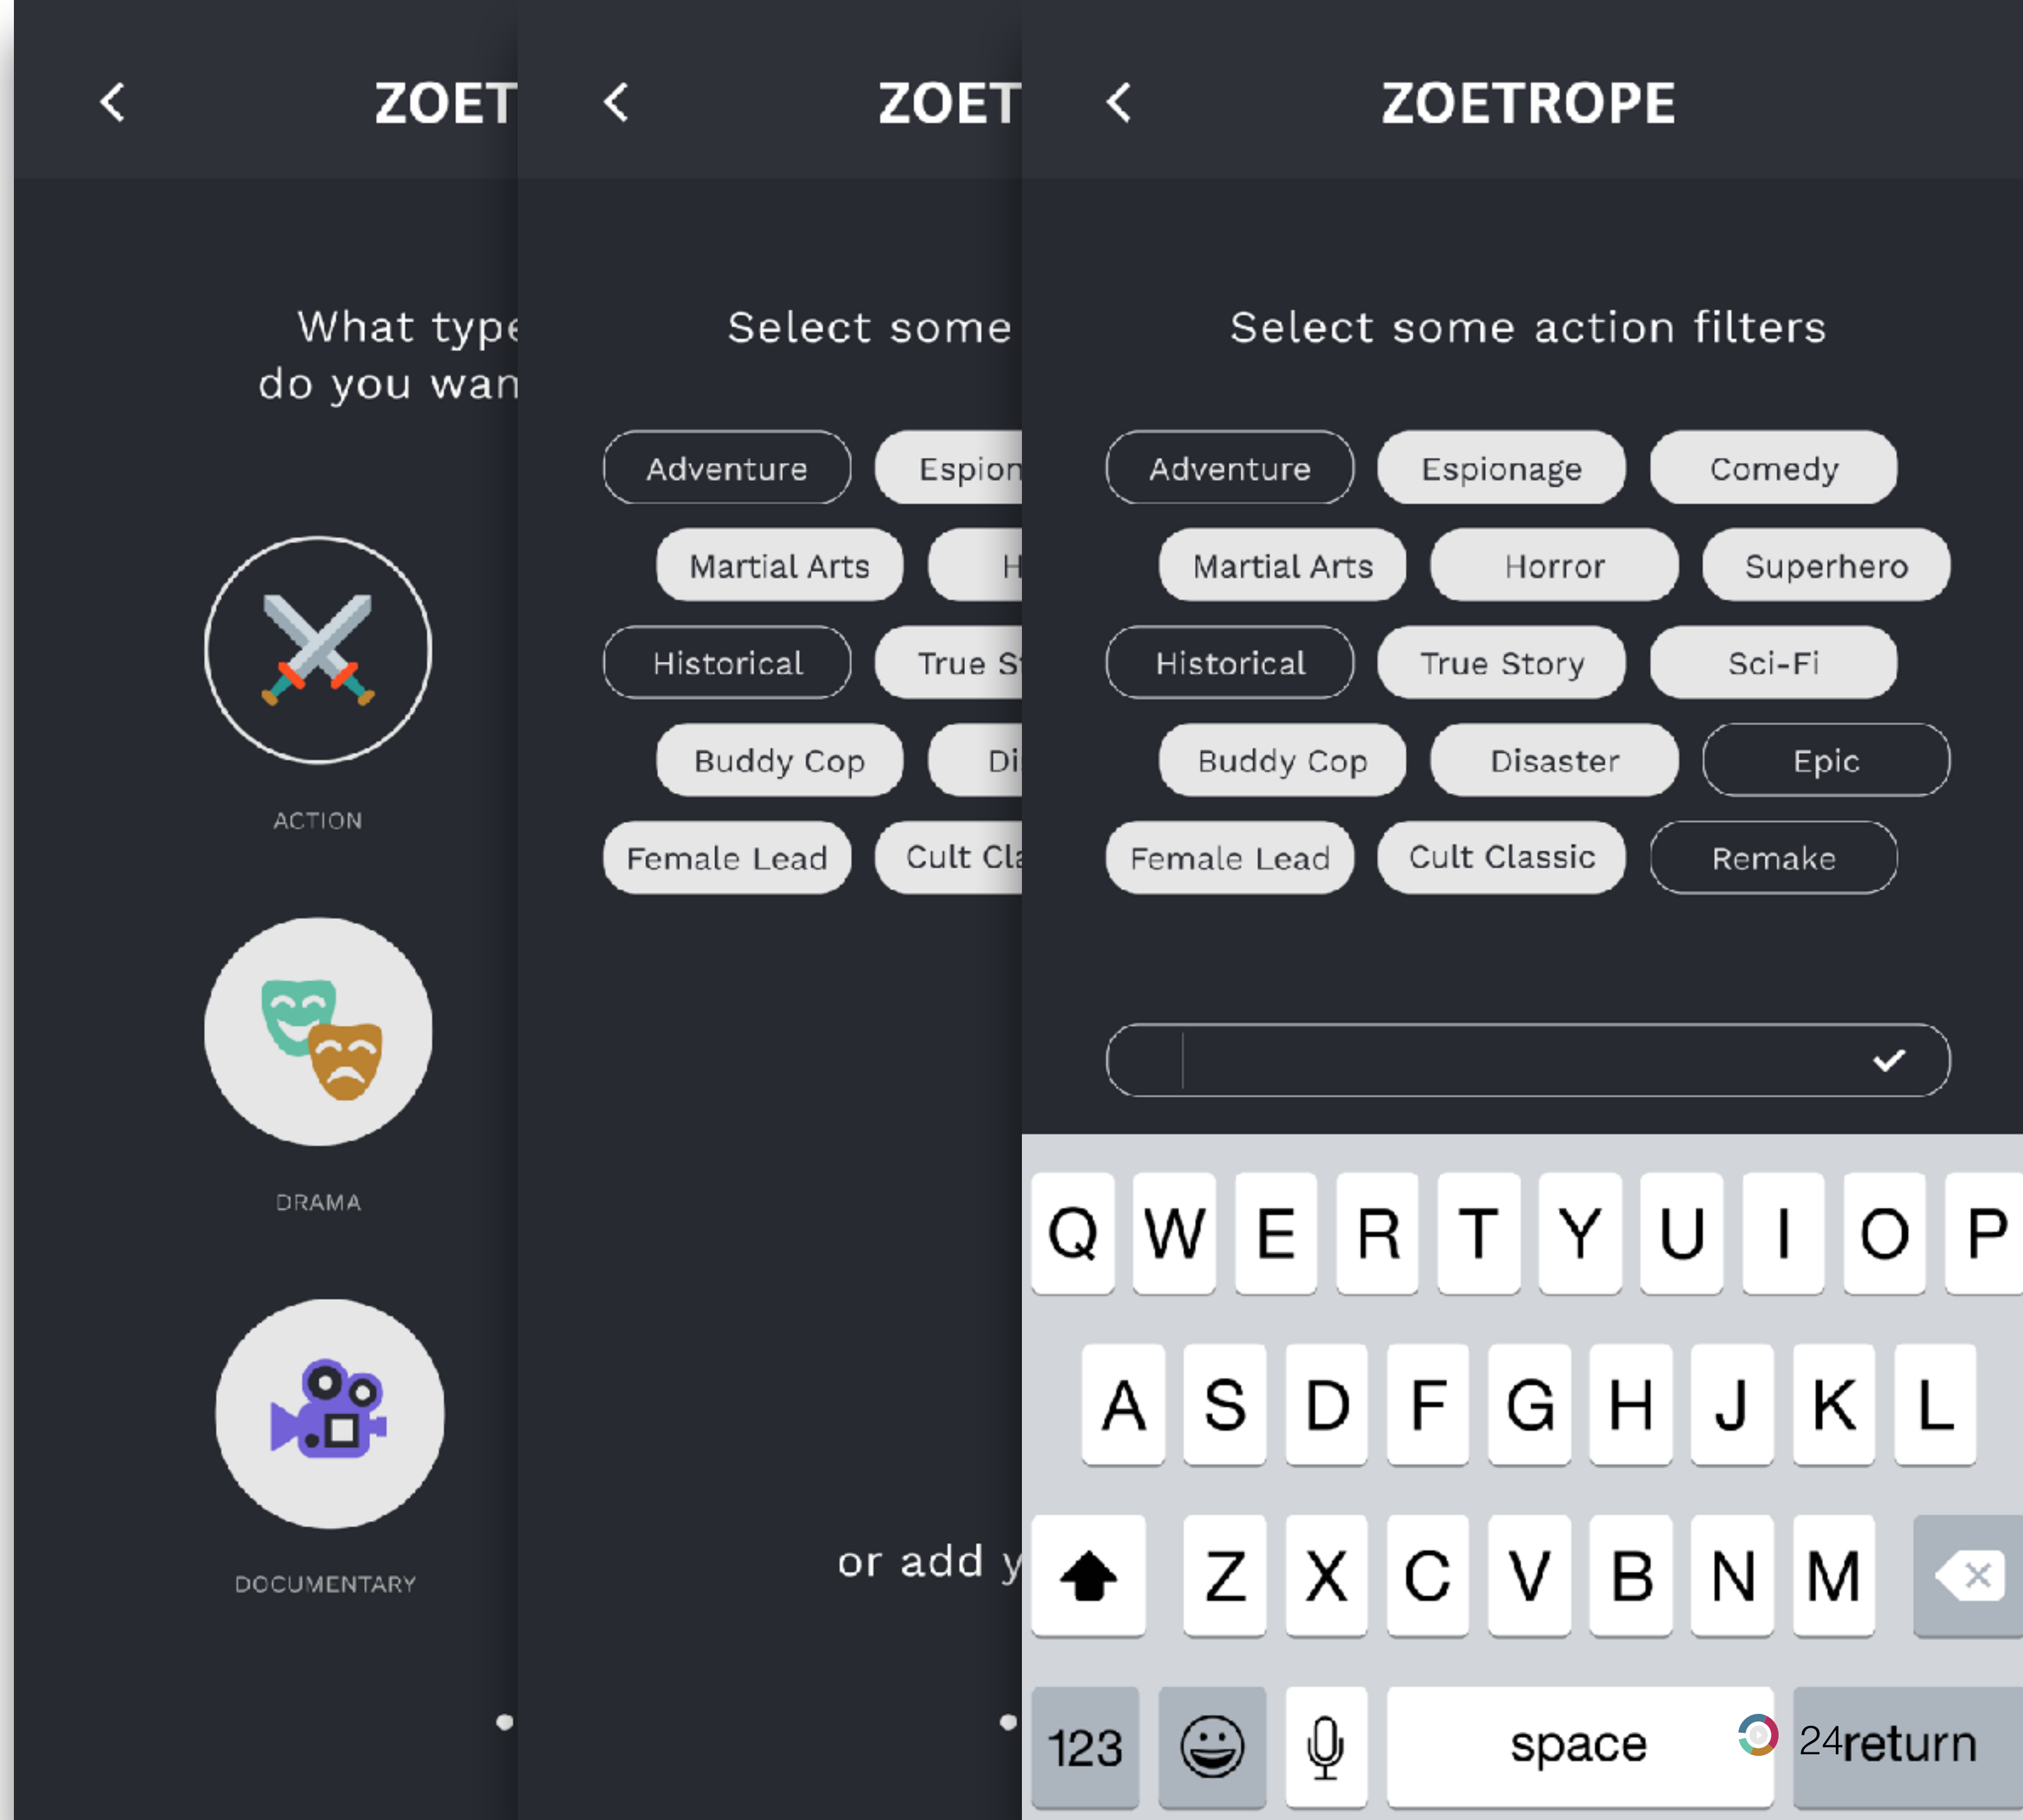 ZOET
What type
do you wan
ACTION
DRAMA
DOCUMENTARY
ZOET
Select some
Adventure Espion
Martial Arts H
Historical True St
Buddy Cop Di
Female Lead Cult Cla
or add y
ZOETROPE
Select some action filters
Adventure Espionage Comedy
Martial Arts Horror Superhero
Historical True Story Sci-Fi
Buddy Cop Disaster Epic
Female Lead Cult Classic Remake
Q W E R T Y U I O P
A S D F G H J K L
Z X C V B N M
123 space 24return